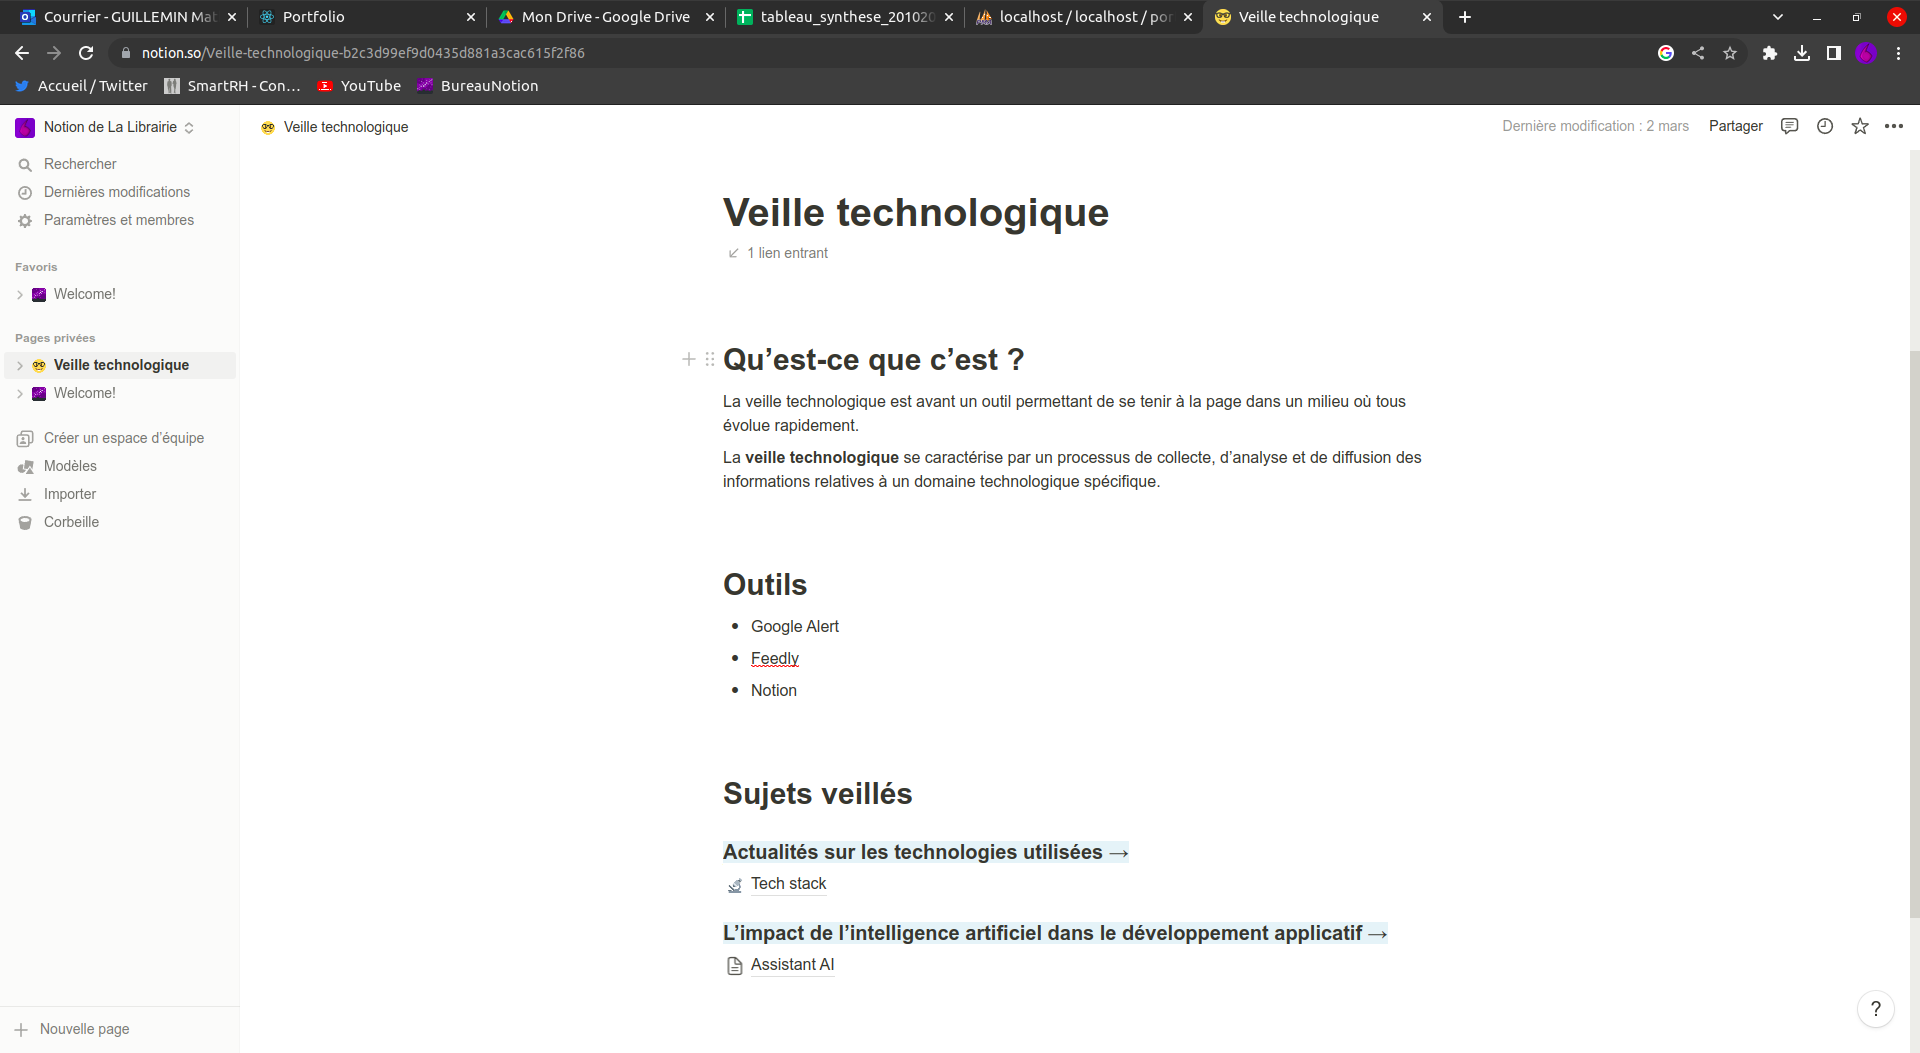 Courrier - GUILLEMIN Mat
Portfolio
Mon Drive - Google Drive
tableau_synthese_201020
localhost / localhost / por
Veille technologique
notion.so/Veille-technologique-b2c3d99ef9d0435d881a3cac615f2f86
Accueil / Twitter
SmartRH - Con…
YouTube
BureauNotion
Notion de La Librairie
Veille technologique
Dernière modification : 2 mars
Partager
Rechercher
Dernières modifications
Paramètres et membres
Favoris
Welcome!
Pages privées
Veille technologique
Welcome!
Créer un espace d’équipe
Modèles
Importer
Corbeille
Nouvelle page
Veille technologique
1 lien entrant
Qu’est-ce que c’est ?
La veille technologique est avant un outil permettant de se tenir à la page dans un milieu où tous
évolue rapidement.
La veille technologique se caractérise par un processus de collecte, d’analyse et de diffusion des
informations relatives à un domaine technologique spécifique.
Outils
• Google Alert
• Feedly
• Notion
Sujets veillés
Actualités sur les technologies utilisées →
Tech stack
L’impact de l’intelligence artificiel dans le développement applicatif →
Assistant AI
?